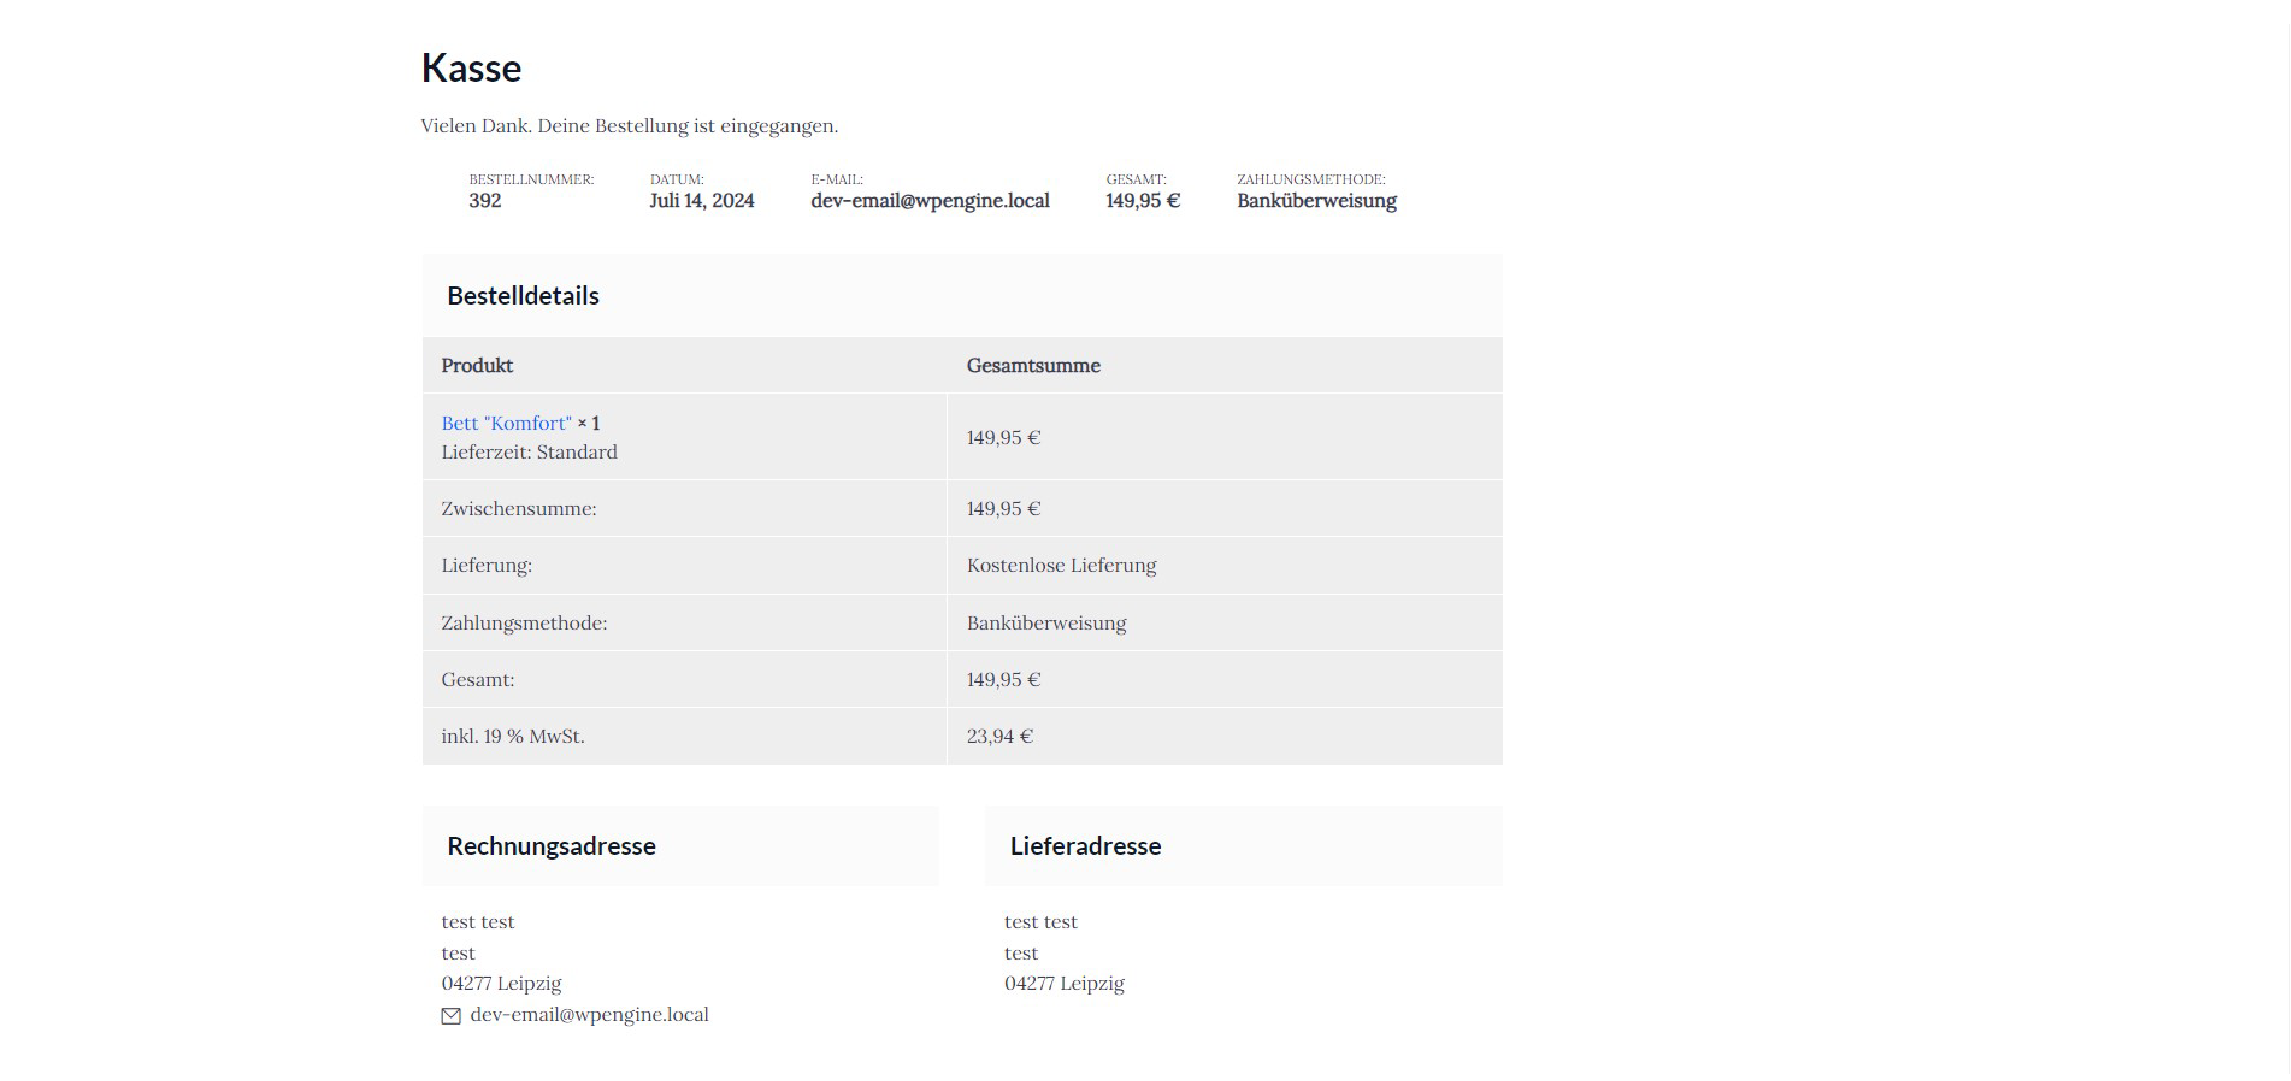 Kasse
Vielen Dank. Deine Bestellung ist eingegangen.
BESTELLNUMMER: DATUM: E-MAIL: GESAMT: ZAHLUNGSMETHODE:
392 Juli 14, 2024 dev-email@wpengine.local 149,95 € Banküberweisung
Bestelldetails
Produkt Gesamtsumme
Bett "Komfort" × 1
Lieferzeit: Standard
149,95 €
Zwischensumme: 149,95 €
Lieferung: Kostenlose Lieferung
Zahlungsmethode: Banküberweisung
Gesamt: 149,95 €
inkl. 19 % MwSt. 23,94 €
Rechnungsadresse
test test
test
04277 Leipzig
dev-email@wpengine.local
Lieferadresse
test test
test
04277 Leipzig